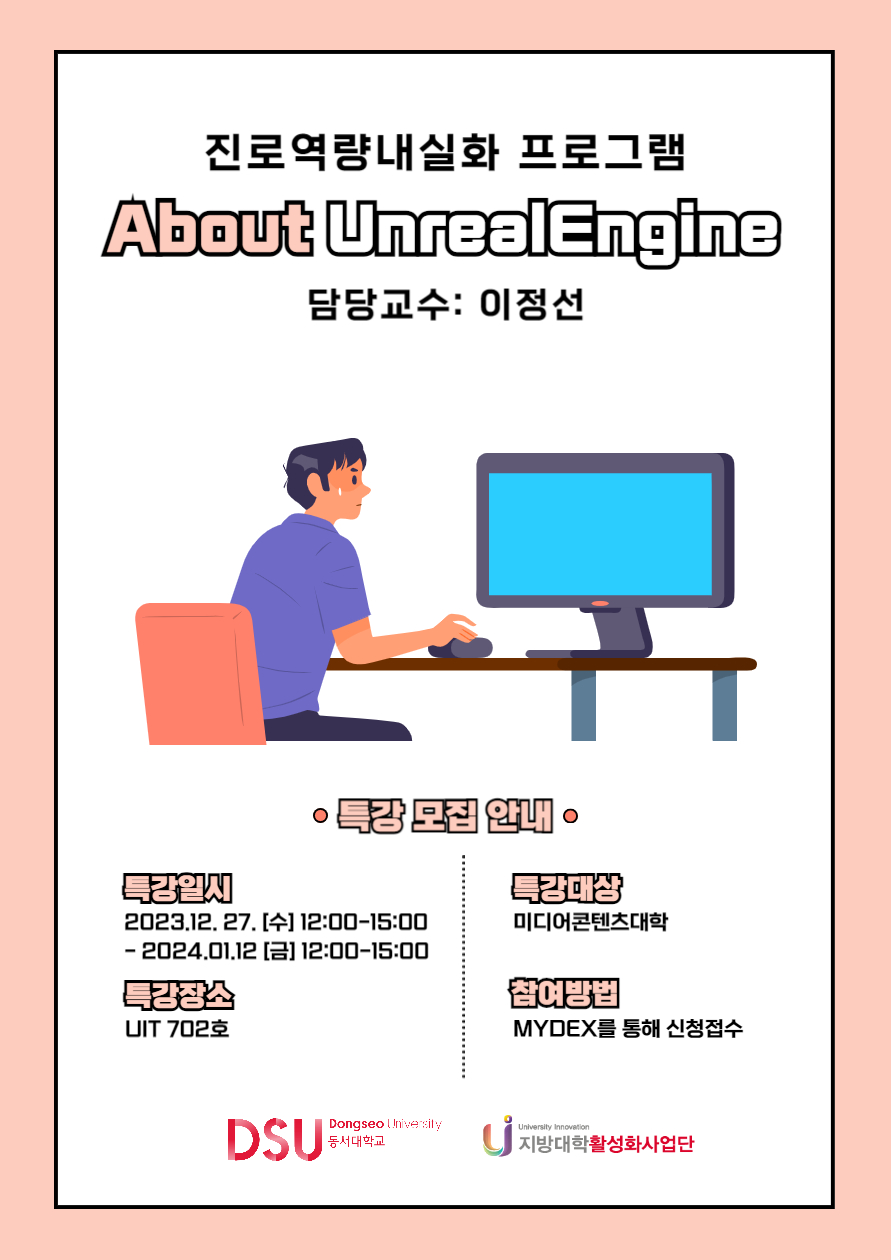 진로역량내실화 프로그램
About UnrealEngine
담당교수: 이정선
특강 모집 안내
특강일시
2023.12. 27. [수] 12:00-15:00
- 2024.01.12 [금] 12:00-15:00
특강장소
UIT 702호
특강대상
미디어콘텐츠대학
참여방법
MYDEX를 통해 신청접수
DSU Dongseo University
동서대학교
University Innovation
지방대학활성화사업단